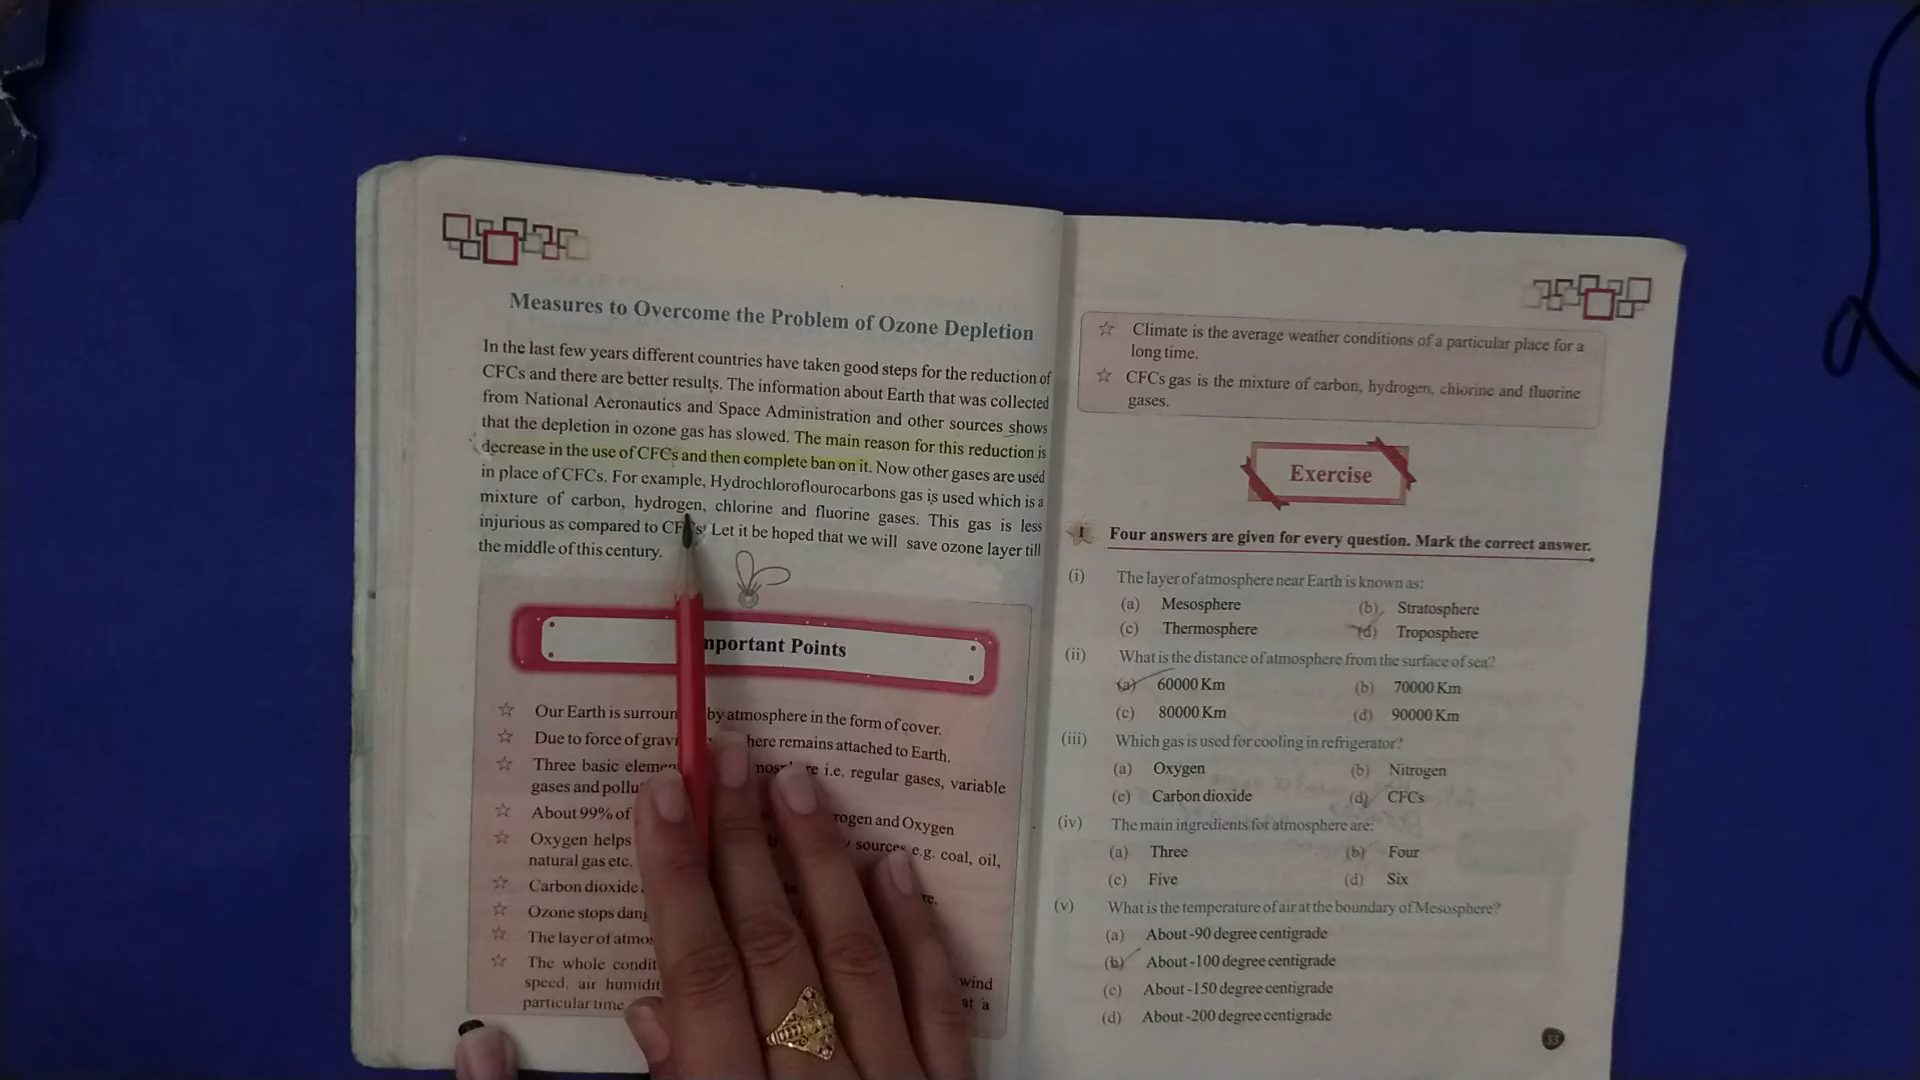 Measures to Overcome the Problem of Ozone Depletion
In the last few years different countries have taken good steps for the reduction of
CFCs and there are better results. The information about Earth that was collected
from National Aeronautics and Space Administration and other sources shows
that the depletion in ozone gas has slowed. The main reason for this reduction is
decrease in the use of CFCs and then complete ban on it. Now other gases are used
in place of CFCs. For example, Hydrochloroflourocarbons gas is used which is a
mixture of carbon, hydrogen, chlorine and fluorine gases. This gas is less
injurious as compared to Let it be hoped that we will save ozone layer till
the middle of this century.
Points
Our Earth is by atmosphere in the form of cover.
Due to force of remains attached to Earth.
Three basic i.e. regular gases, variable
gases and
About 99% of and Oxygen
Oxygen helps sources e.g. coal, oil,
natural gas etc.
Carbon dioxide
Ozone stops
The layer of
The whole wind
speed, air at a
particular time
Climate is the average weather conditions of a particular place for a
long time.
CFCs gas is the mixture of carbon, hydrogen, chlorine and fluorine
gases.
Exercise
I Four answers are given for every question. Mark the correct answer.
(i) The layer of atmosphere near Earth is known as:
(a) Mesosphere (b) Stratosphere
(c) Thermosphere (d) Troposphere
(ii) What is the distance of atmosphere from the surface of sea?
(a) 60000 Km (b) 70000 Km
(c) 80000 Km (d) 90000 Km
(iii) Which gas is used for cooling in refrigerator?
(a) Oxygen (b) Nitrogen
(c) Carbon dioxide (d) CFCs
(iv) The main ingredients for atmosphere are:
(a) Three (b) Four
(c) Five (d) Six
(v) What is the temperature of air at the boundary of Mesosphere?
(a) About -90 degree centigrade
(b) About -100 degree centigrade
(c) About -150 degree centigrade
(d) About -200 degree centigrade
33